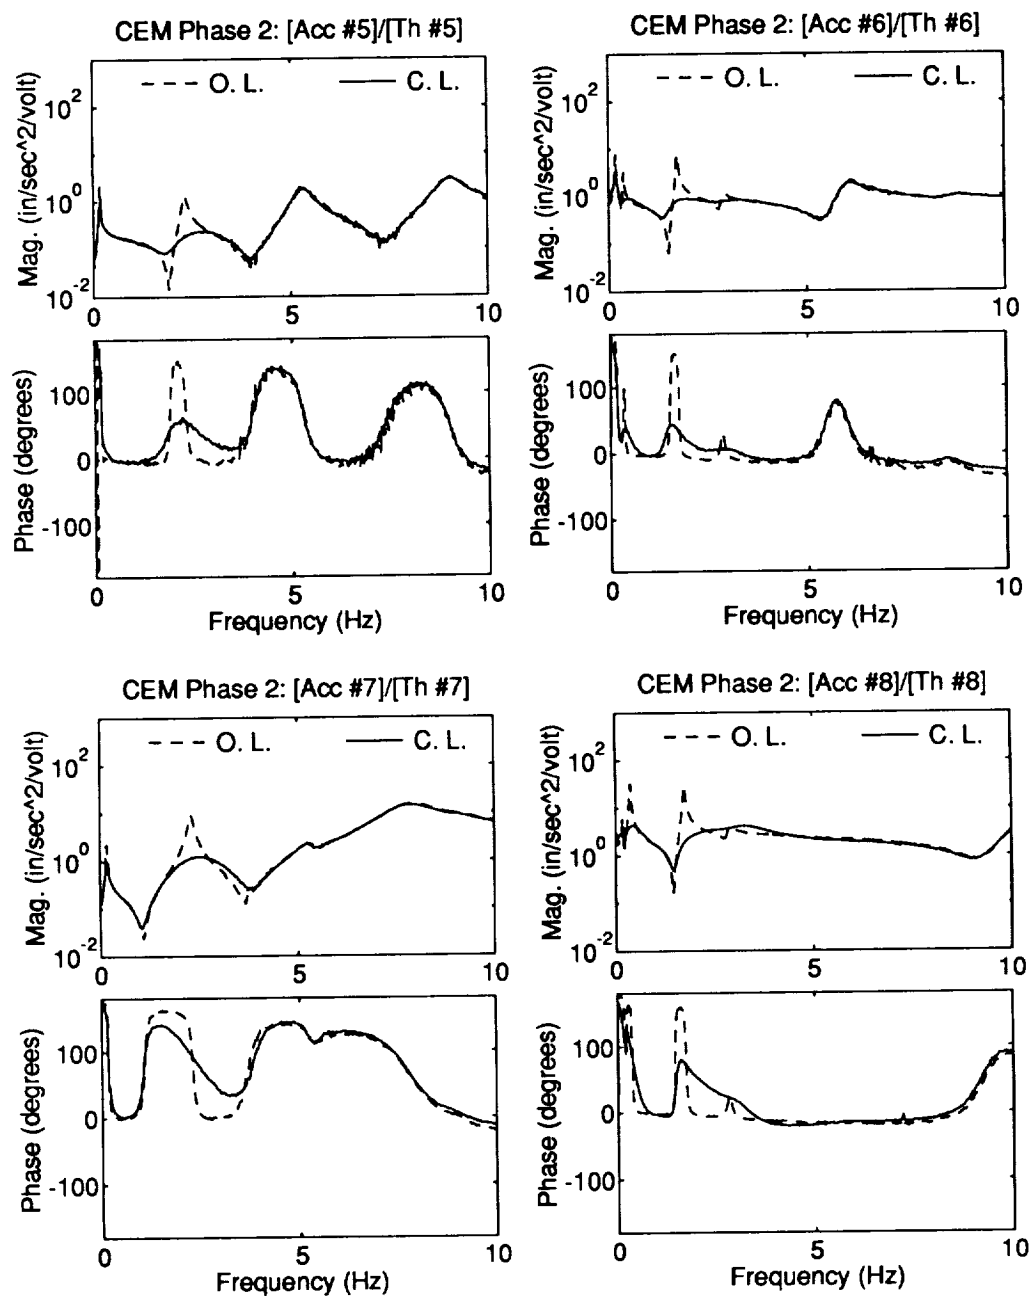 CEM Phase 2: [Acc #5]/[Th #5]
O. L.
C. L.
Mag. (in/sec^2/volt)
10^2
10^0
10^-2
0
5
10
Phase (degrees)
100
0
-100
0
5
10
Frequency (Hz)
CEM Phase 2: [Acc #6]/[Th #6]
O. L.
C. L.
Mag. (in/sec^2/volt)
10^2
10^0
10^-2
0
5
10
Phase (degrees)
100
0
-100
0
5
10
Frequency (Hz)
CEM Phase 2: [Acc #7]/[Th #7]
O. L.
C. L.
Mag. (in/sec^2/volt)
10^2
10^0
10^-2
0
5
10
Phase (degrees)
100
0
-100
0
5
10
Frequency (Hz)
CEM Phase 2: [Acc #8]/[Th #8]
O. L.
C. L.
Mag. (in/sec^2/volt)
10^2
10^0
10^-2
0
5
10
Phase (degrees)
100
0
-100
0
5
10
Frequency (Hz)